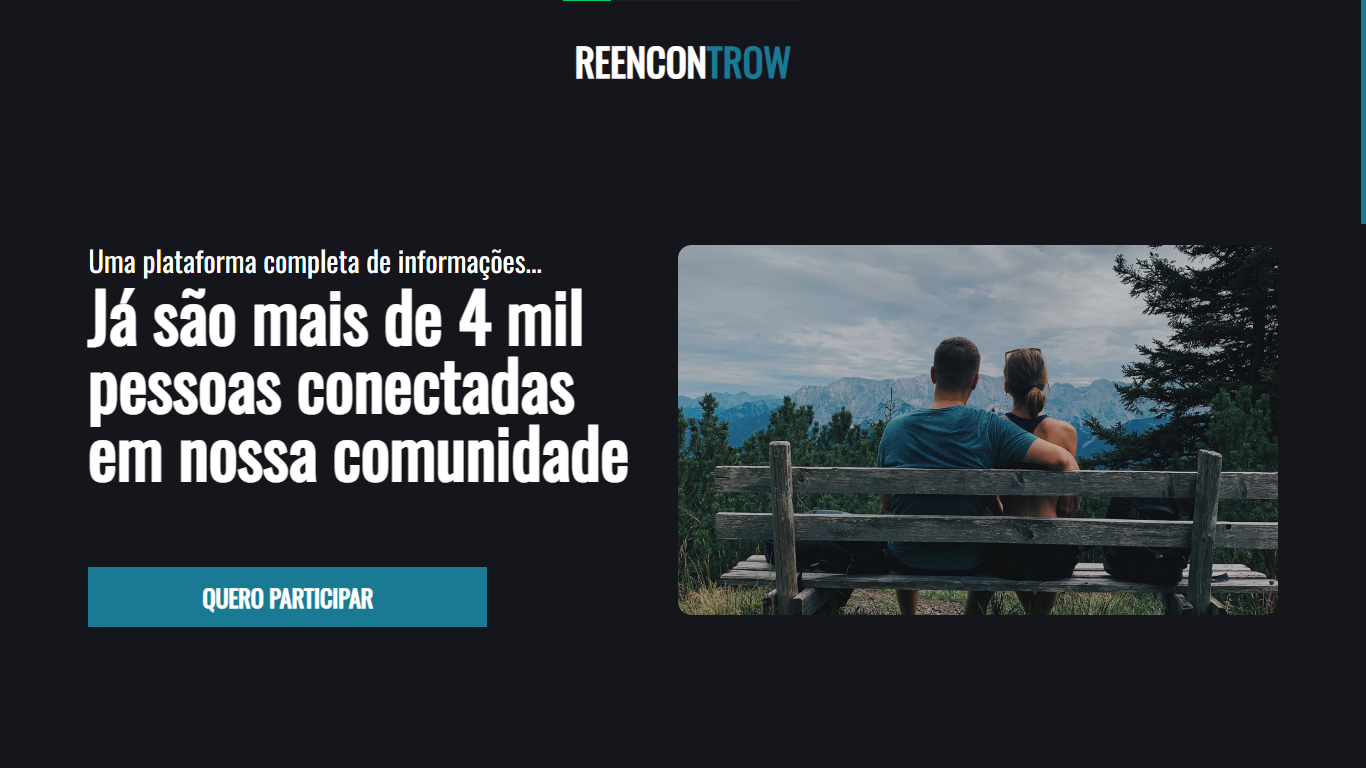 REENCONTROW
Uma plataforma completa de informações...
Já são mais de 4 mil
pessoas conectadas
em nossa comunidade
QUERO PARTICIPAR